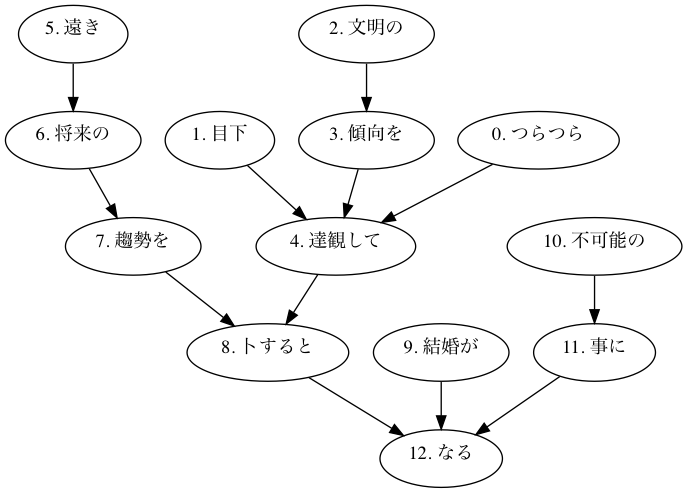 5. 遠き
2. 文明の
6. 将来の
1. 目下
3. 傾向を
0. つらつら
7. 趨勢を
4. 達観して
10. 不可能の
8. 卜すると
9. 結婚が
11. 事に
12. なる